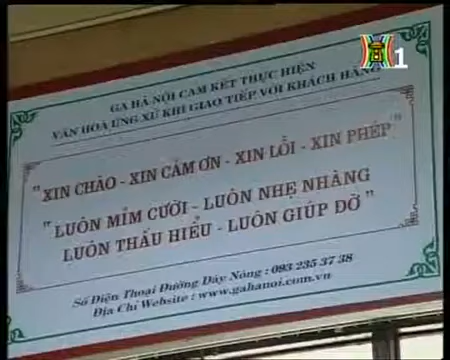 1
GA HÀ NỘI CAM KẾT THỰC HIỆN
VĂN HOÁ ỨNG XỬ KHI GIAO TIẾP VỚI KHÁCH HÀNG
"XIN CHÀO - XIN CẢM ƠN - XIN LỖI - XIN PHÉP"
"LUÔN MỈM CƯỜI - LUÔN NHẸ NHÀNG
LUÔN THẤU HIỂU - LUÔN GIÚP ĐỠ"
Số Điện Thoại Đường Dây Nóng : 093 235 37 38
Địa Chỉ Website : www.gahanoi.com.vn